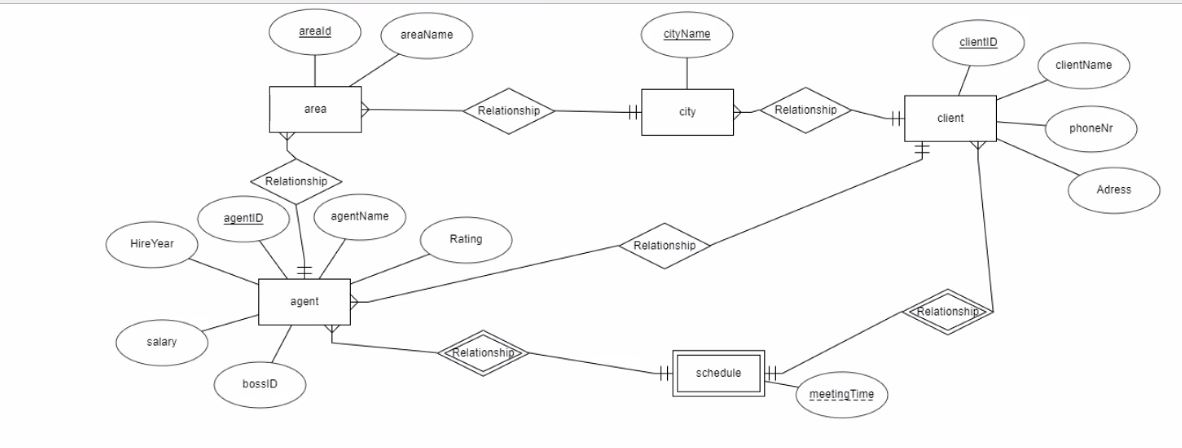 areaId
areaName
cityName
clientID
clientName
area
Relationship
city
Relationship
client
phoneNr
Relationship
Adress
agentID
agentName
HireYear
Rating
Relationship
agent
Relationship
salary
Relationship
schedule
bossID
meetingTime